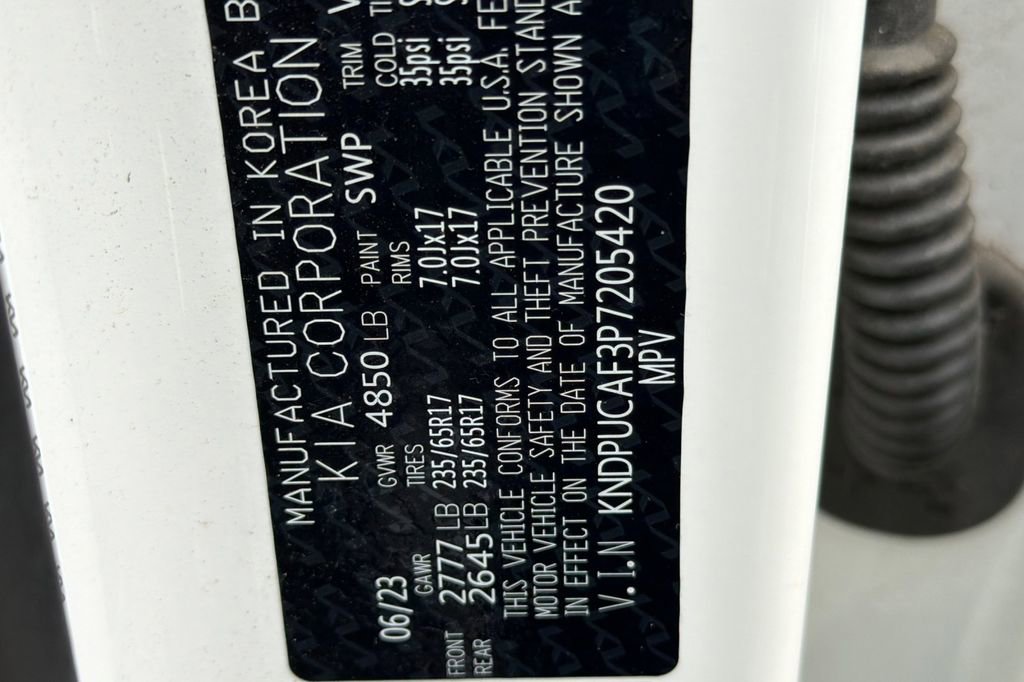 MANUFACTURED IN KOREA B
KIA CORPORATION
06/23 GVWR 4850 LB PAINT SWP TRIM
GAWR TIRES RIMS COLD
FRONT 2777 LB 235/65R17 7.0Jx17 35psi
REAR 2645LB 235/65R17 7.0Jx17 35psi
THIS VEHICLE CONFORMS TO ALL APPLICABLE U.S.A. FE
MOTOR VEHICLE SAFETY AND THEFT PREVENTION STAND
IN EFFECT ON THE DATE OF MANUFACTURE SHOWN A
V.I.N KNDPUCAF3P7205420
MPV